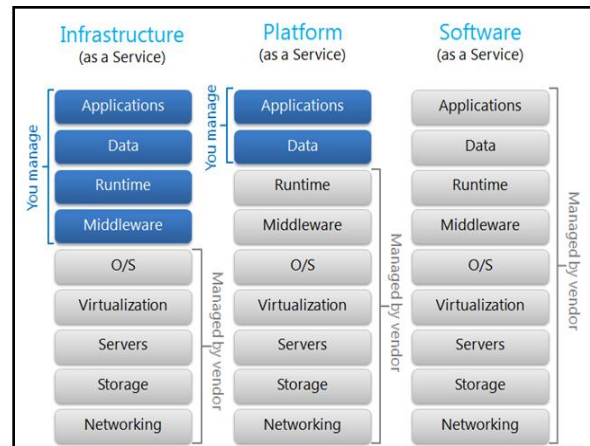 Infrastructure
(as a Service)
You manage
Applications
Data
Runtime
Middleware
O/S
Virtualization
Servers
Storage
Networking
Managed by vendor
Platform
(as a Service)
You manage
Applications
Data
Runtime
Middleware
O/S
Virtualization
Servers
Storage
Networking
Managed by vendor
Software
(as a Service)
Applications
Data
Runtime
Middleware
O/S
Virtualization
Servers
Storage
Networking
Managed by vendor